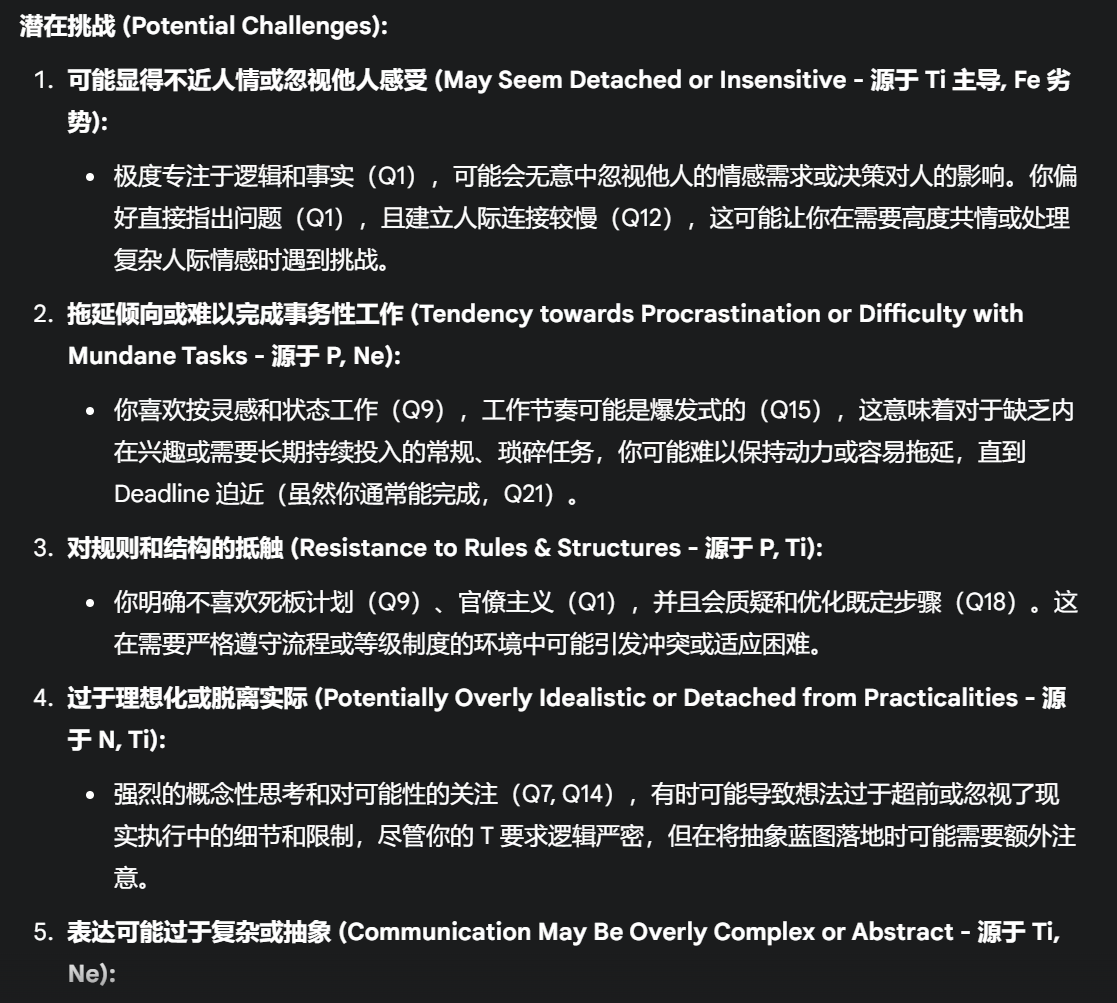 潜在挑战 (Potential Challenges):
1. 可能显得不近人情或忽视他人感受 (May Seem Detached or Insensitive - 源于 Ti 主导, Fe 劣
势):
• 极度专注于逻辑和事实（Q1），可能会无意中忽视他人的情感需求或决策对人的影响。你偏
好直接指出问题（Q1），且建立人际连接较慢（Q12），这可能让你在需要高度共情或处理
复杂人际情感时遇到挑战。
2. 拖延倾向或难以完成事务性工作 (Tendency towards Procrastination or Difficulty with
Mundane Tasks - 源于 P, Ne):
• 你喜欢按灵感和状态工作（Q9），工作节奏可能是爆发式的（Q15），这意味着对于缺乏内
在兴趣或需要长期持续投入的常规、琐碎任务，你可能难以保持动力或容易拖延，直到
Deadline 迫近（虽然你通常能完成，Q21）。
3. 对规则和结构的抵触 (Resistance to Rules & Structures - 源于 P, Ti):
• 你明确不喜欢死板计划（Q9）、官僚主义（Q1），并且会质疑和优化既定步骤（Q18）。这
在需要严格遵守流程或等级制度的环境中可能引发冲突或适应困难。
4. 过于理想化或脱离实际 (Potentially Overly Idealistic or Detached from Practicalities - 源
于 N, Ti):
• 强烈的概念性思考和对可能性的关注（Q7, Q14），有时可能导致想法过于超前或忽视了现
实执行中的细节和限制，尽管你的 T 要求逻辑严密，但在将抽象蓝图落地时可能需要额外注
意。
5. 表达可能过于复杂或抽象 (Communication May Be Overly Complex or Abstract - 源于 Ti,
Ne):